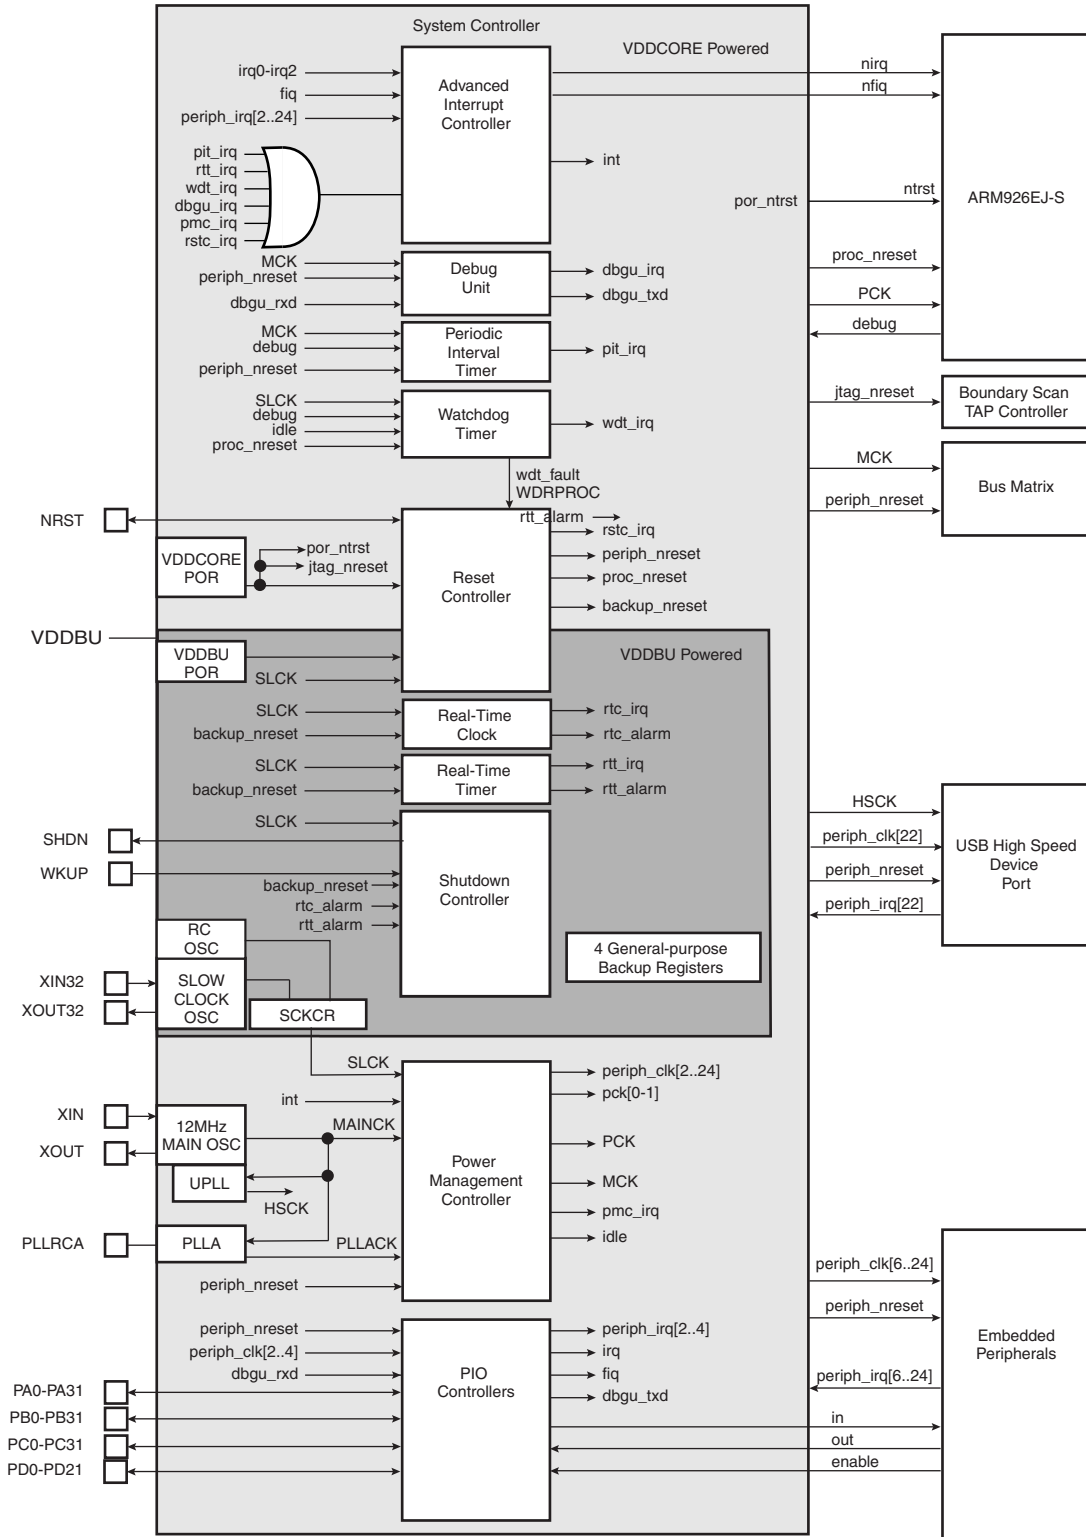 System Controller
VDDCORE Powered
irq0-irq2
fiq
periph_irq[2..24]
Advanced
Interrupt
Controller
nirq
nfiq
int
pit_irq
rtt_irq
wdt_irq
dbgu_irq
pmc_irq
rstc_irq
por_ntrst
ntrst
ARM926EJ-S
proc_nreset
PCK
debug
MCK
periph_nreset
dbgu_rxd
Debug
Unit
dbgu_irq
dbgu_txd
MCK
debug
periph_nreset
Periodic
Interval
Timer
pit_irq
SLCK
debug
idle
proc_nreset
Watchdog
Timer
wdt_irq
jtag_nreset
Boundary Scan
TAP Controller
MCK
periph_nreset
Bus Matrix
wdt_fault
WDRPROC
NRST
rtt_alarm
rstc_irq
periph_nreset
proc_nreset
backup_nreset
VDDCORE
POR
por_ntrst
jtag_nreset
Reset
Controller
VDDBU
VDDBU
POR
SLCK
VDDBU Powered
SLCK
backup_nreset
Real-Time
Clock
rtc_irq
rtc_alarm
SLCK
backup_nreset
Real-Time
Timer
rtt_irq
rtt_alarm
SLCK
SHDN
WKUP
backup_nreset
rtc_alarm
rtt_alarm
Shutdown
Controller
4 General-purpose
Backup Registers
HSCK
periph_clk[22]
periph_nreset
periph_irq[22]
USB High Speed
Device
Port
RC
OSC
XIN32
XOUT32
SLOW
CLOCK
OSC
SCKCR
SLCK
int
XIN
XOUT
12MHz
MAIN OSC
MAINCK
UPLL
HSCK
PLLRCA
PLLA
PLLACK
periph_nreset
Power
Management
Controller
periph_clk[2..24]
pck[0-1]
PCK
MCK
pmc_irq
idle
periph_nreset
periph_clk[2..4]
dbgu_rxd
PA0-PA31
PB0-PB31
PC0-PC31
PD0-PD21
PIO
Controllers
periph_irq[2..4]
irq
fiq
dbgu_txd
periph_clk[6..24]
periph_nreset
periph_irq[6..24]
in
out
enable
Embedded
Peripherals